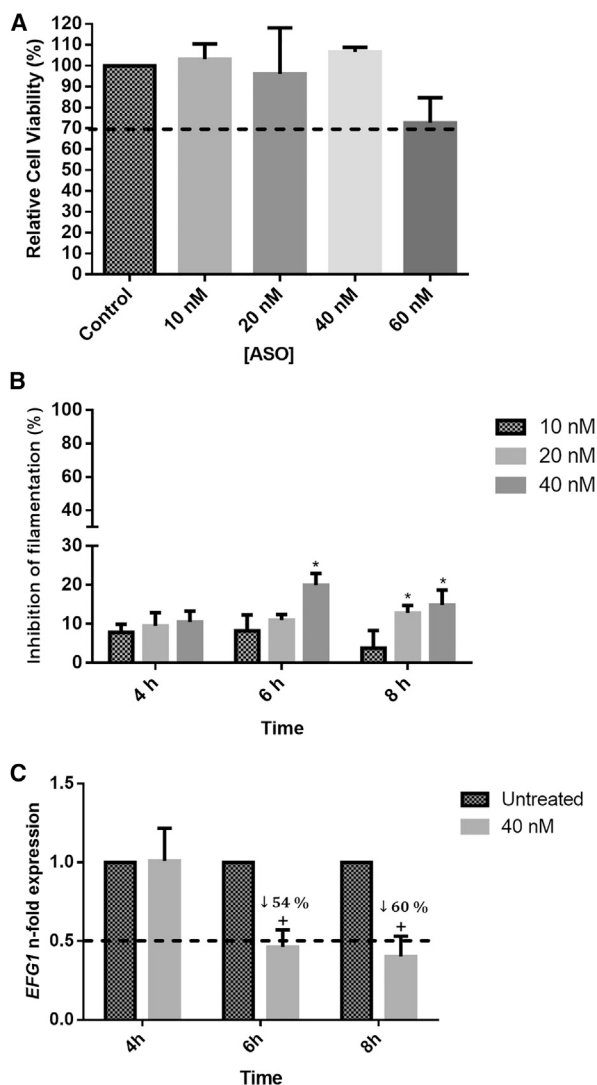 A
Relative Cell Viability (%)
120
110
100
90
80
70
60
50
40
30
20
10
0
Control
10 nM
20 nM
40 nM
60 nM
[ASO]
B
Inhibition of filamentation (%)
100
80
60
40
30
20
10
0
*
*
*
4 h
6 h
8 h
Time
10 nM
20 nM
40 nM
C
EFG1 n-fold expression
1.5
1.0
0.5
0.0
↓54 %
+
↓60 %
+
4h
6h
8h
Time
Untreated
40 nM